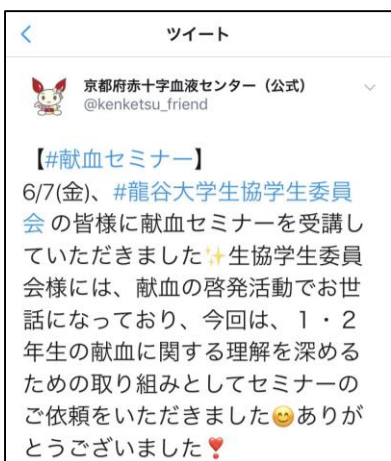 ツイート
京都府赤十字血液センター（公式）
@kenketsu_friend
【#献血セミナー】
6/7(金)、#龍谷大学生協学生委員
会 の皆様に献血セミナーを受講し
ていただきました✨生協学生委員
会様には、献血の啓発活動でお世
話になっており、今回は、１・２
年生の献血に関する理解を深める
ための取り組みとしてセミナーの
ご依頼をいただきました😊ありが
とうございました❣️